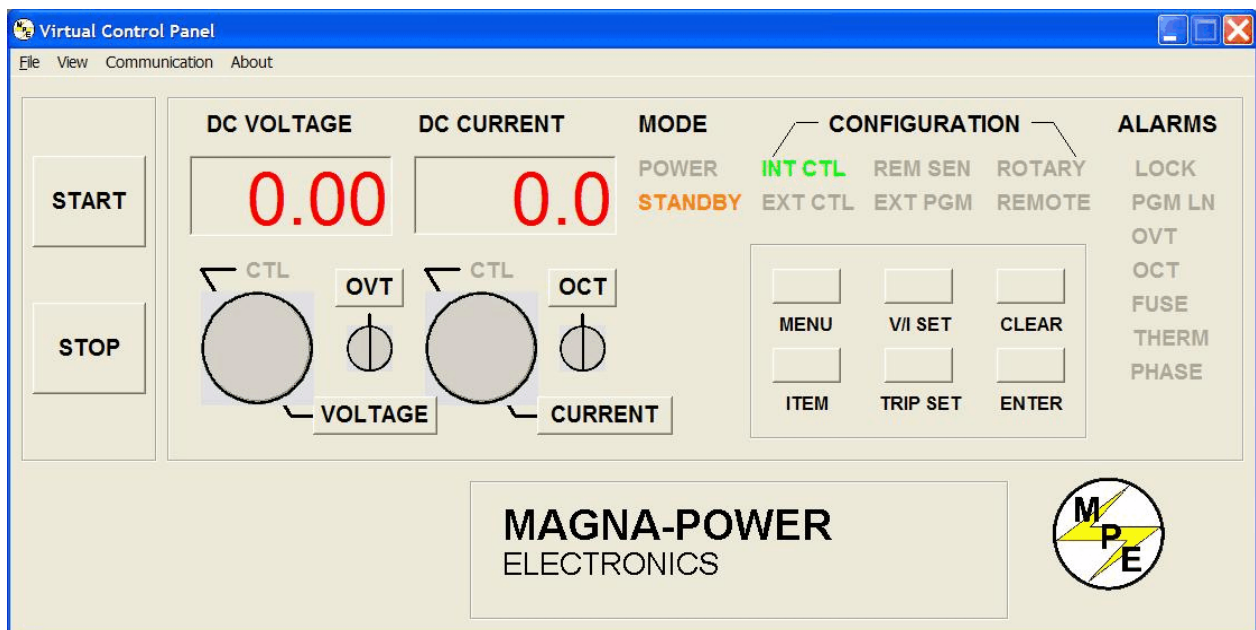 Virtual Control Panel
File View Communication About
START
STOP
DC VOLTAGE DC CURRENT MODE CONFIGURATION ALARMS
0.00 0.0
POWER INT CTL REM SEN ROTARY LOCK
STANDBY EXT CTL EXT PGM REMOTE PGM LN
OVT
OCT
FUSE
THERM
PHASE
CTL OVT CTL OCT
VOLTAGE CURRENT
MENU V/I SET CLEAR
ITEM TRIP SET ENTER
MAGNA-POWER
ELECTRONICS
M
P
E